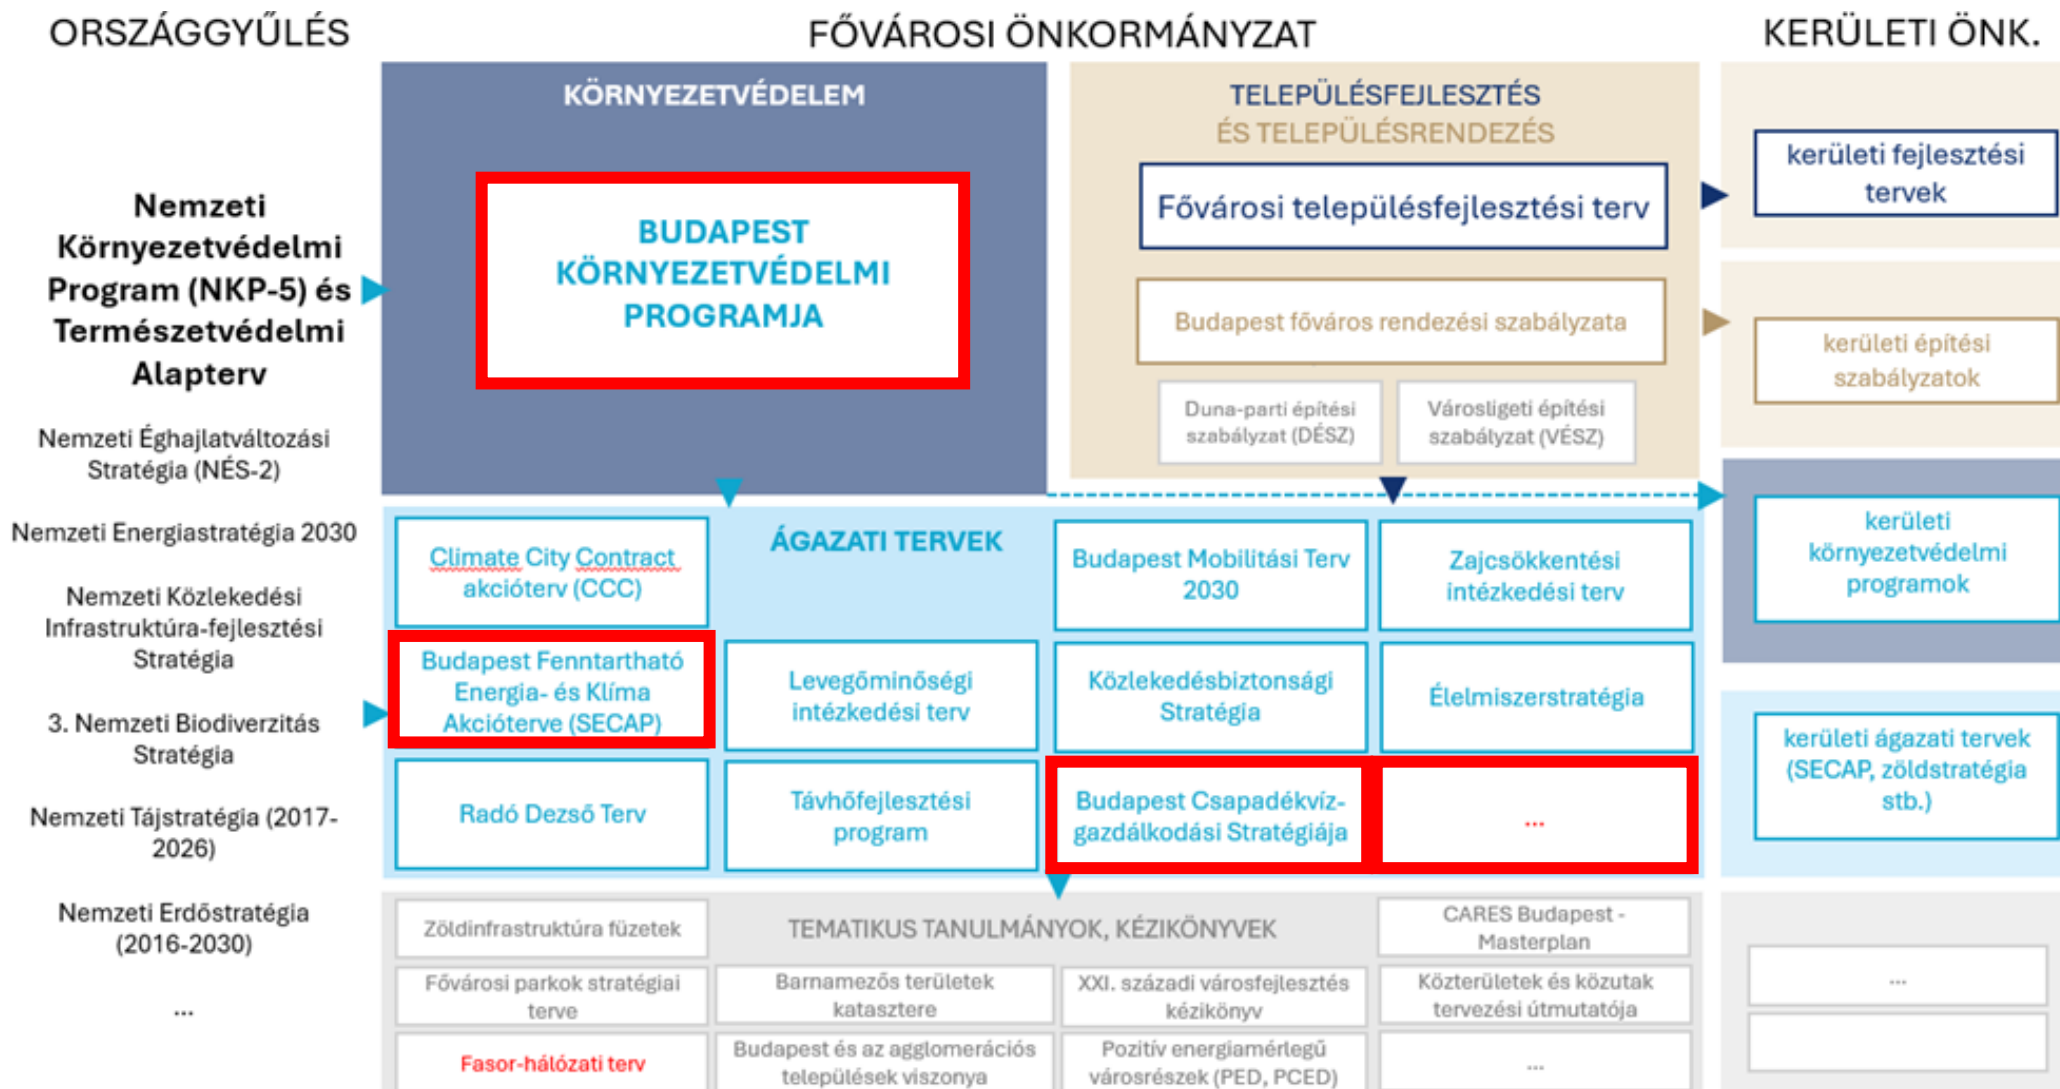 ORSZÁGGYŰLÉS
FŐVÁROSI ÖNKORMÁNYZAT
KERÜLETI ÖNK.
Nemzeti
Környezetvédelmi
Program (NKP-5) és
Természetvédelmi
Alapterv
Nemzeti Éghajlatváltozási
Stratégia (NÉS-2)
Nemzeti Energiastratégia 2030
Nemzeti Közlekedési
Infrastruktúra-fejlesztési
Stratégia
3. Nemzeti Biodiverzitás
Stratégia
Nemzeti Tájstratégia (2017-
2026)
Nemzeti Erdőstratégia
(2016-2030)
...
KÖRNYEZETVÉDELEM
BUDAPEST
KÖRNYEZETVÉDELMI
PROGRAMJA
TELEPÜLÉSFEJLESZTÉS
ÉS TELEPÜLÉSRENDEZÉS
Fővárosi településfejlesztési terv
Budapest főváros rendezési szabályzata
Duna-parti építési
szabályzat (DÉSZ)
Városligeti építési
szabályzat (VÉSZ)
ÁGAZATI TERVEK
Climate City Contract
akcióterv (CCC)
Budapest Mobilitási Terv
2030
Zajcsökkentési
intézkedési terv
Budapest Fenntartható
Energia- és Klíma
Akcióterve (SECAP)
Levegőminőségi
intézkedési terv
Közlekedésbiztonsági
Stratégia
Élelmiszerstratégia
Radó Dezső Terv
Távhőfejlesztési
program
Budapest Csapadékvíz-
gazdálkodási Stratégiája
...
TEMATIKUS TANULMÁNYOK, KÉZIKÖNYVEK
Zöldinfrastruktúra füzetek
CARES Budapest -
Masterplan
Fővárosi parkok stratégiai
terve
Barnamezős területek
katasztere
XXI. századi városfejlesztés
kézikönyv
Közterületek és közutak
tervezési útmutatója
Fasor-hálózati terv
Budapest és az agglomerációs
települések viszonya
Pozitív energiamérlegű
városrészek (PED, PCED)
...
kerületi fejlesztési
tervek
kerületi építési
szabályzatok
kerületi
környezetvédelmi
programok
kerületi ágazati tervek
(SECAP, zöldstratégia
stb.)
...